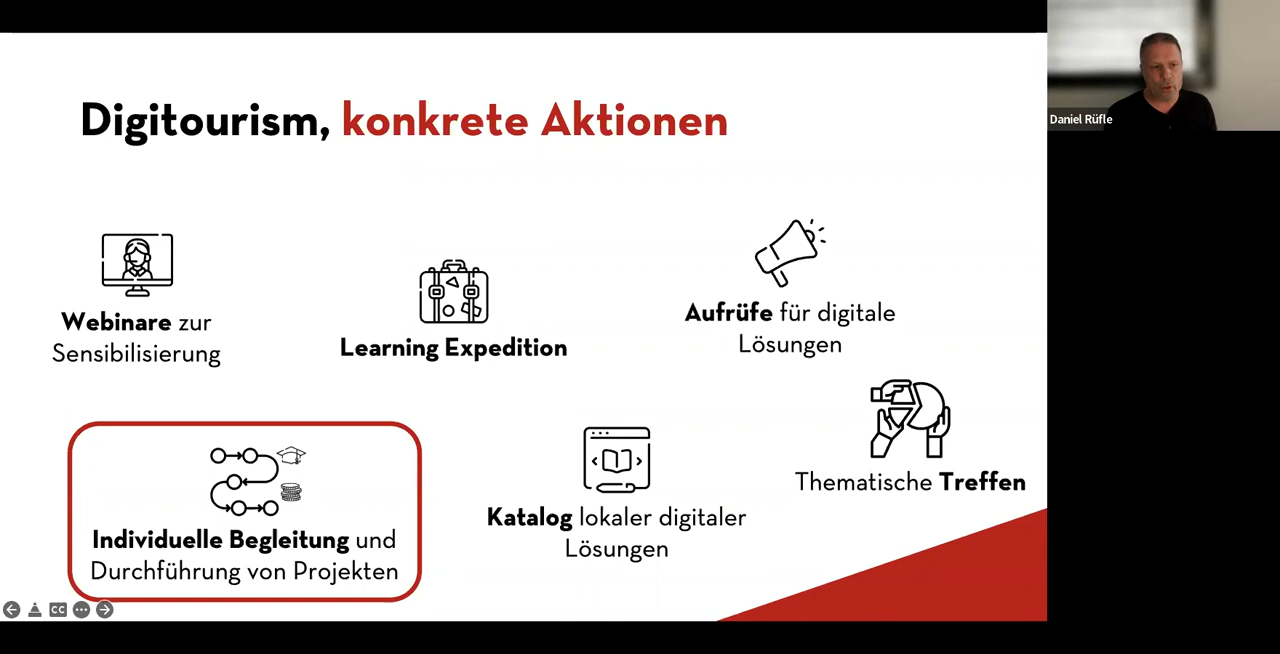 Digitourism, konkrete Aktionen
Daniel Rüfle
Webinare zur
Sensibilisierung
Learning Expedition
Aufrüfe für digitale
Lösungen
Individuelle Begleitung und
Durchführung von Projekten
Katalog lokaler digitaler
Lösungen
Thematische Treffen
CC